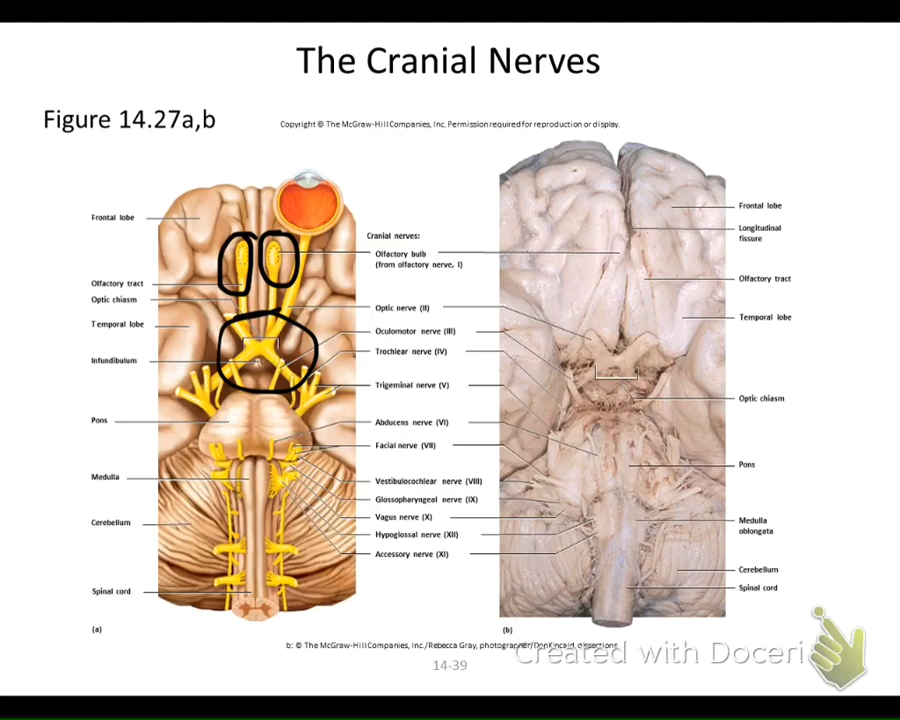 The Cranial Nerves
Figure 14.27a,b
Copyright © The McGraw-Hill Companies, Inc. Permission required for reproduction or display.
Frontal lobe
Olfactory tract
Optic chiasm
Temporal lobe
Infundibulum
Pons
Medulla
Cerebellum
Spinal cord
(a)
Cranial nerves:
Olfactory bulb
(from olfactory nerve, I)
Optic nerve (II)
Oculomotor nerve (III)
Trochlear nerve (IV)
Trigeminal nerve (V)
Abducens nerve (VI)
Facial nerve (VII)
Vestibulocochlear nerve (VIII)
Glossopharyngeal nerve (IX)
Vagus nerve (X)
Hypoglossal nerve (XII)
Accessory nerve (XI)
Frontal lobe
Longitudinal
fissure
Olfactory tract
Temporal lobe
Optic chiasm
Pons
Medulla
oblongata
Cerebellum
Spinal cord
(b)
b: © The McGraw-Hill Companies, Inc./Rebecca Gray, photographer/Don Kincaid, dissections
Created with Doceri
14-39